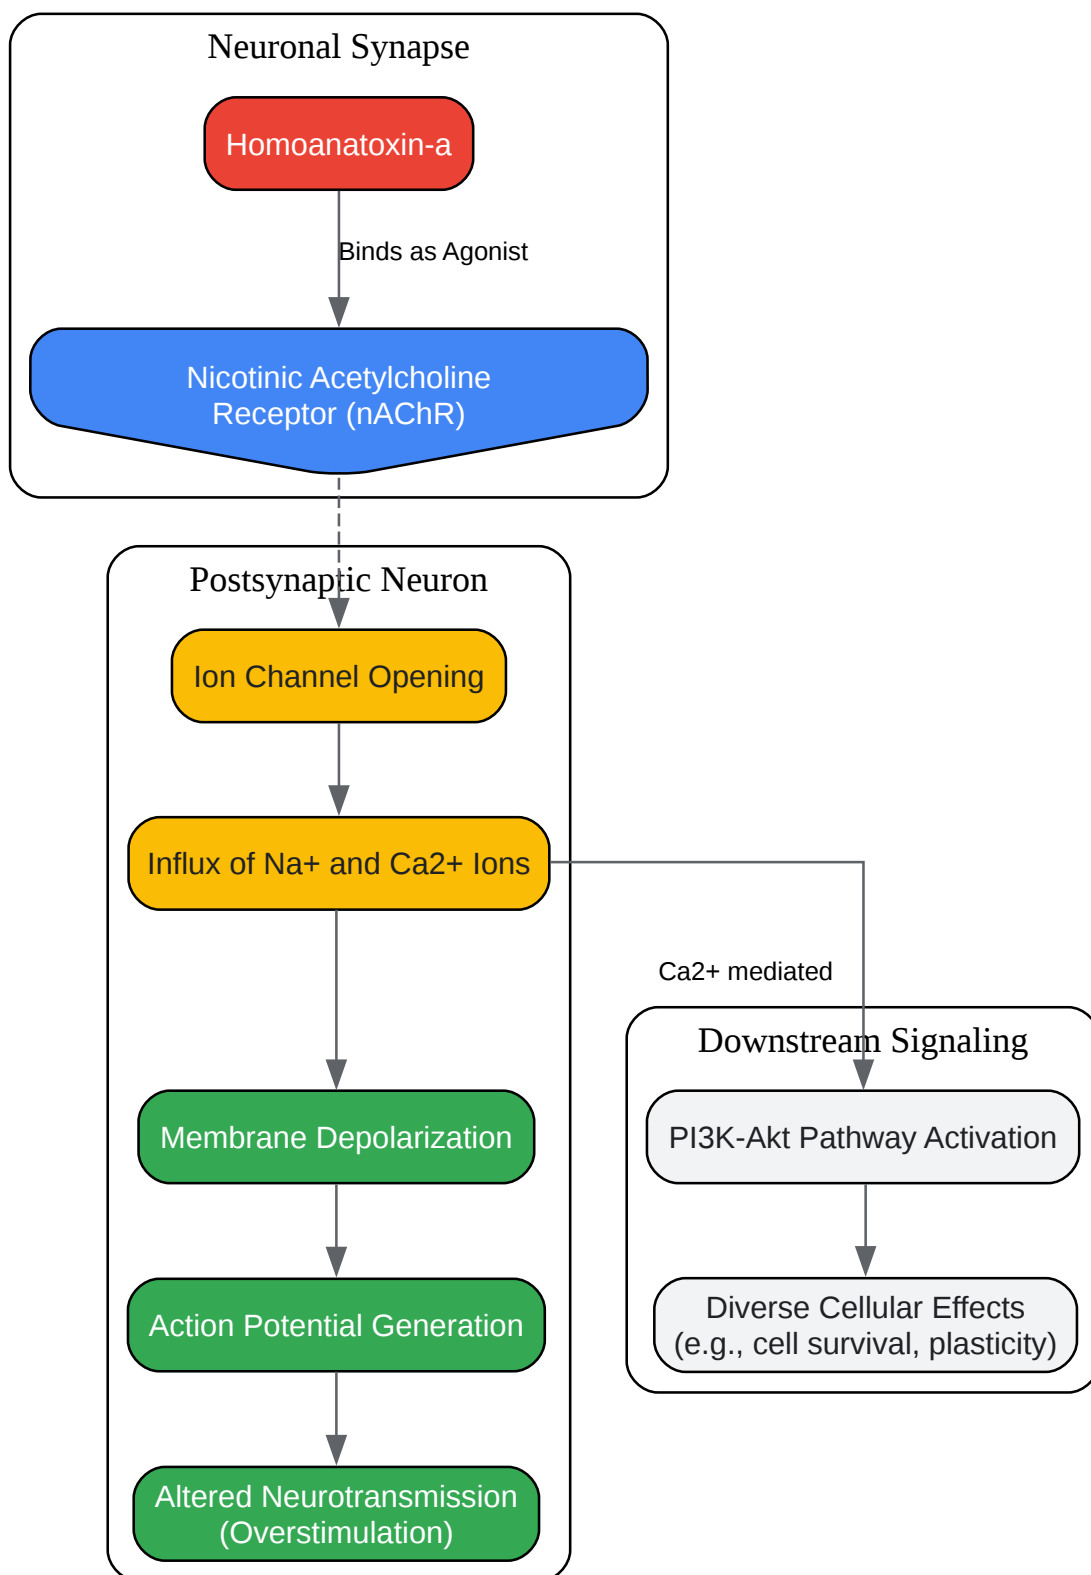 Neuronal Synapse
Homoanatoxin-a
Binds as Agonist
Nicotinic Acetylcholine
Receptor (nAChR)
Postsynaptic Neuron
Ion Channel Opening
Influx of Na+ and Ca2+ Ions
Ca2+ mediated
Downstream Signaling
Membrane Depolarization
PI3K-Akt Pathway Activation
Action Potential Generation
Diverse Cellular Effects
(e.g., cell survival, plasticity)
Altered Neurotransmission
(Overstimulation)